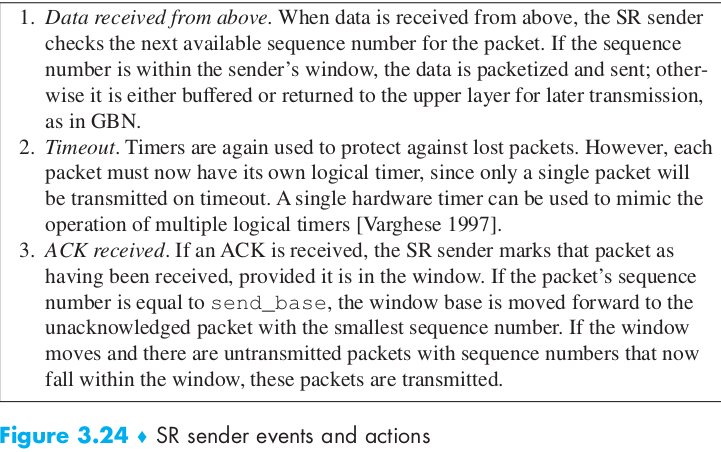 1. Data received from above. When data is received from above, the SR sender
checks the next available sequence number for the packet. If the sequence
number is within the sender's window, the data is packetized and sent; other-
wise it is either buffered or returned to the upper layer for later transmission,
as in GBN.
2. Timeout. Timers are again used to protect against lost packets. However, each
packet must now have its own logical timer, since only a single packet will
be transmitted on timeout. A single hardware timer can be used to mimic the
operation of multiple logical timers [Varghese 1997].
3. ACK received. If an ACK is received, the SR sender marks that packet as
having been received, provided it is in the window. If the packet's sequence
number is equal to send_base, the window base is moved forward to the
unacknowledged packet with the smallest sequence number. If the window
moves and there are untransmitted packets with sequence numbers that now
fall within the window, these packets are transmitted.
Figure 3.24 ♦ SR sender events and actions